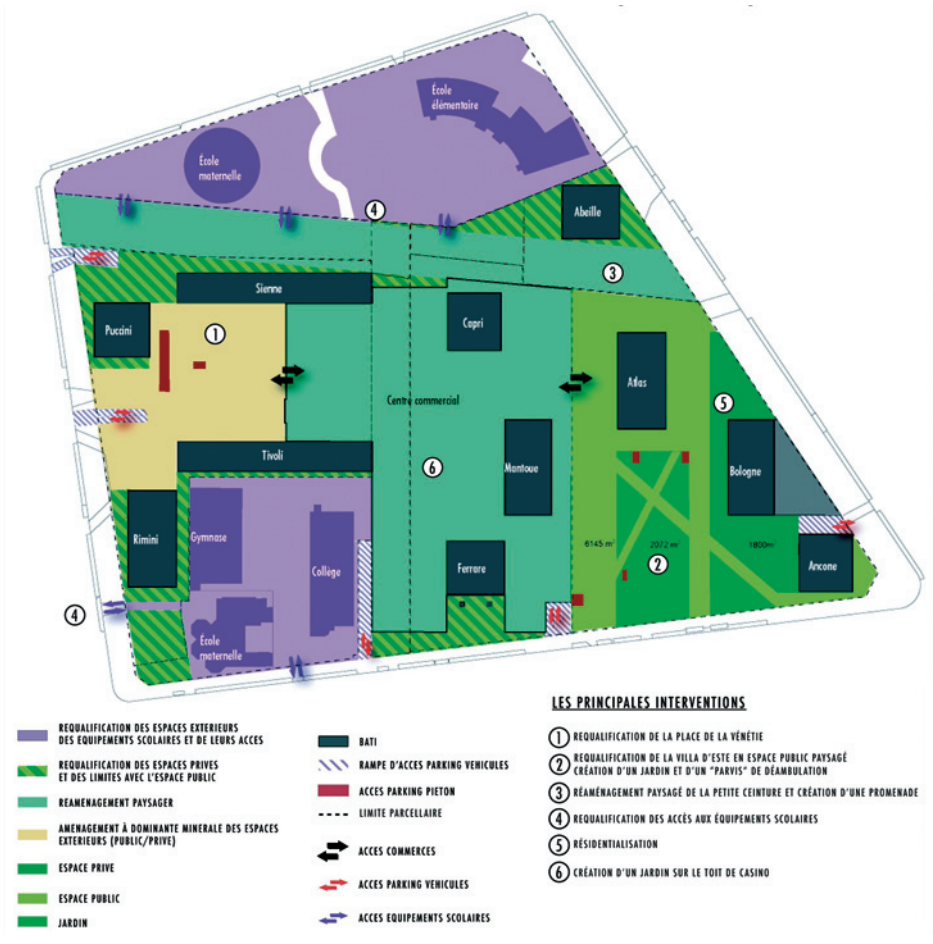 École
élémentaire
École
maternelle
④
Abeille
③
Sienne
Puccini
①
Capri
Centre commercial
Atlas
⑤
Tivoli
⑥
Mantoue
Bologne
Rimini
Gymnase
Collège
Ferrare
6145 m²
2072 m²
1800m²
②
Ancone
④
École
maternelle
REQUALIFICATION DES ESPACES EXTERIEURS
DES EQUIPEMENTS SCOLAIRES ET DE LEURS ACCES
REQUALIFICATION DES ESPACES PRIVES
ET DES LIMITES AVEC L'ESPACE PUBLIC
REAMENAGEMENT PAYSAGER
AMENAGEMENT À DOMINANTE MINERALE DES ESPACES
EXTERIEURS (PUBLIC/PRIVE)
ESPACE PRIVE
ESPACE PUBLIC
JARDIN
BATI
RAMPE D'ACCES PARKING VEHICULES
ACCES PARKING PIETON
LIMITE PARCELLAIRE
ACCES COMMERCES
ACCES PARKING VEHICULES
ACCES EQUIPEMENTS SCOLAIRES
LES PRINCIPALES INTERVENTIONS
① REQUALIFICATION DE LA PLACE DE LA VÉNÉTIE
② REQUALIFICATION DE LA VILLA D'ESTE EN ESPACE PUBLIC PAYSAGÉ
CRÉATION D'UN JARDIN ET D'UN "PARVIS" DE DÉAMBULATION
③ RÉAMÉNAGEMENT PAYSAGÉ DE LA PETITE CEINTURE ET CRÉATION D'UNE PROMENADE
④ REQUALIFICATION DES ACCÈS AUX ÉQUIPEMENTS SCOLAIRES
⑤ RÉSIDENTIALISATION
⑥ CRÉATION D'UN JARDIN SUR LE TOIT DE CASINO